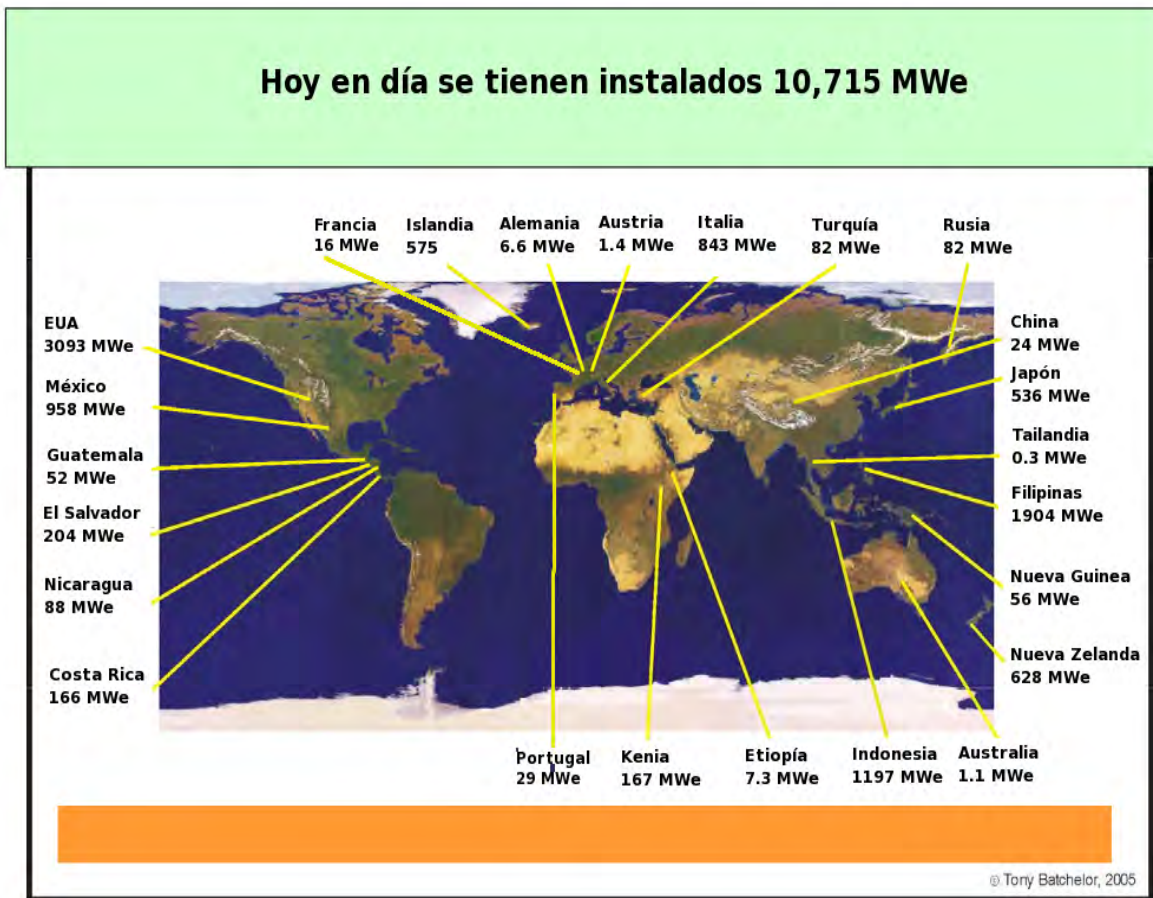 Hoy en día se tienen instalados 10,715 MWe
Francia
16 MWe
Islandia
575
Alemania
6.6 MWe
Austria
1.4 MWe
Italia
843 MWe
Turquía
82 MWe
Rusia
82 MWe
EUA
3093 MWe
México
958 MWe
Guatemala
52 MWe
El Salvador
204 MWe
Nicaragua
88 MWe
Costa Rica
166 MWe
China
24 MWe
Japón
536 MWe
Tailandia
0.3 MWe
Filipinas
1904 MWe
Nueva Guinea
56 MWe
Nueva Zelanda
628 MWe
Portugal
29 MWe
Kenia
167 MWe
Etiopía
7.3 MWe
Indonesia
1197 MWe
Australia
1.1 MWe
© Tony Batchelor, 2005